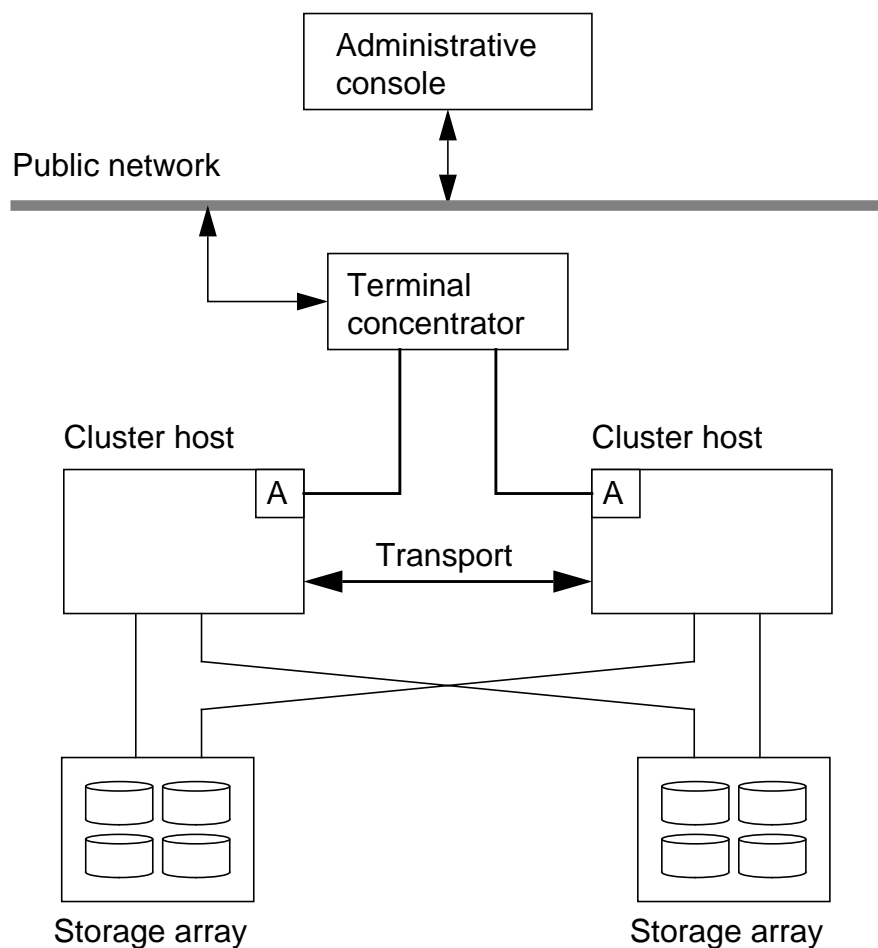 Administrative
console
Public network
Terminal
concentrator
Cluster host
Cluster host
A
A
Transport
Storage array
Storage array